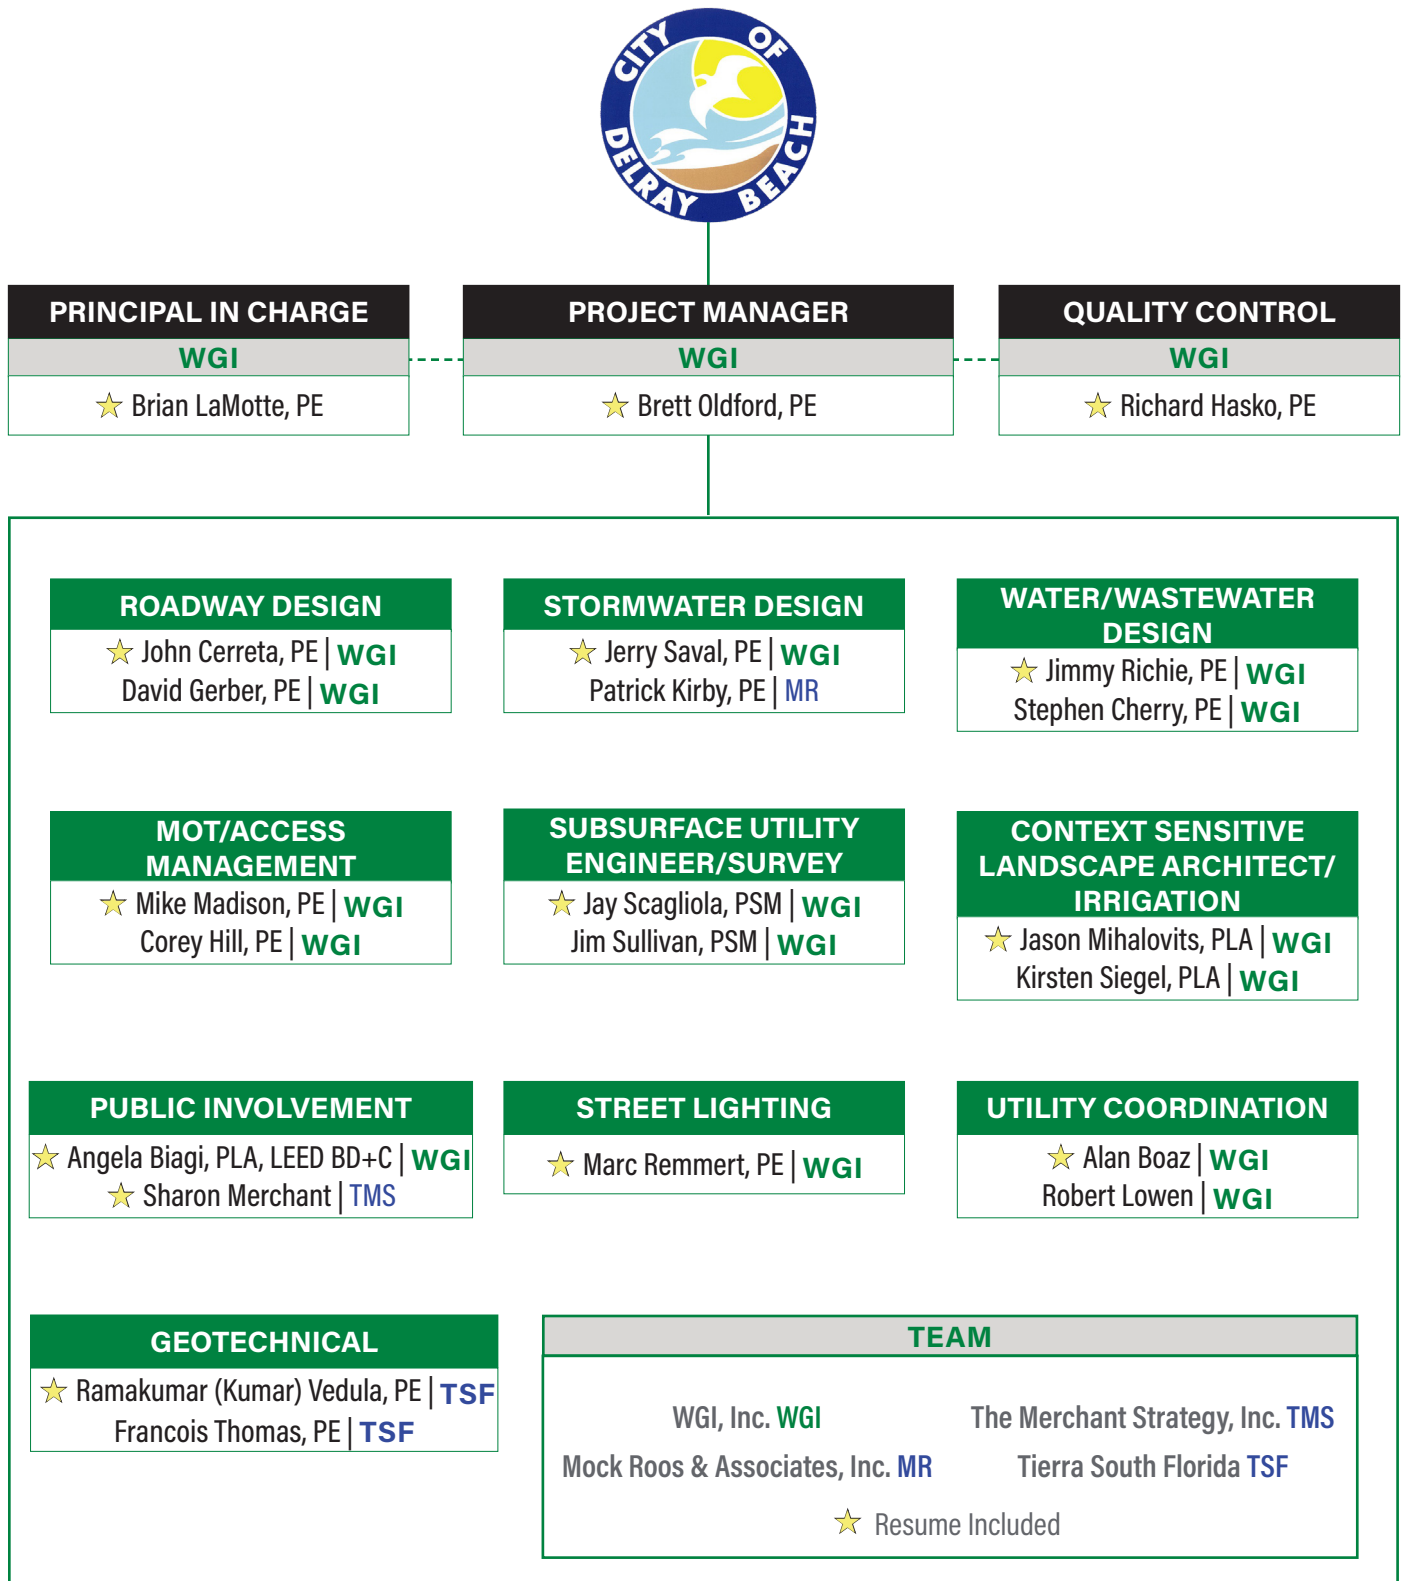 CITY OF
DELRAY BEACH
PRINCIPAL IN CHARGE
WGI
★ Brian LaMotte, PE
PROJECT MANAGER
WGI
★ Brett Oldford, PE
QUALITY CONTROL
WGI
★ Richard Hasko, PE
ROADWAY DESIGN
★ John Cerreta, PE | WGI
David Gerber, PE | WGI
STORMWATER DESIGN
★ Jerry Saval, PE | WGI
Patrick Kirby, PE | MR
WATER/WASTEWATER
DESIGN
★ Jimmy Richie, PE | WGI
Stephen Cherry, PE | WGI
MOT/ACCESS
MANAGEMENT
★ Mike Madison, PE | WGI
Corey Hill, PE | WGI
SUBSURFACE UTILITY
ENGINEER/SURVEY
★ Jay Scagliola, PSM | WGI
Jim Sullivan, PSM | WGI
CONTEXT SENSITIVE
LANDSCAPE ARCHITECT/
IRRIGATION
★ Jason Mihalovits, PLA | WGI
Kirsten Siegel, PLA | WGI
PUBLIC INVOLVEMENT
★ Angela Biagi, PLA, LEED BD+C | WGI
★ Sharon Merchant | TMS
STREET LIGHTING
★ Marc Remmert, PE | WGI
UTILITY COORDINATION
★ Alan Boaz | WGI
Robert Lowen | WGI
GEOTECHNICAL
★ Ramakumar (Kumar) Vedula, PE | TSF
Francois Thomas, PE | TSF
TEAM
WGI, Inc. WGI
The Merchant Strategy, Inc. TMS
Mock Roos & Associates, Inc. MR
Tierra South Florida TSF
★ Resume Included